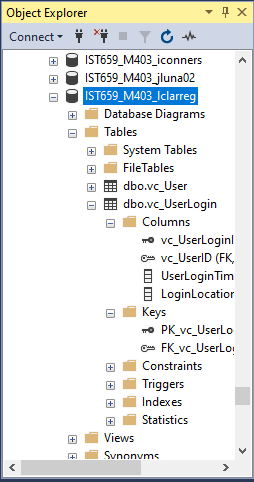 Object Explorer
Connect
IST659_M403_iconners
IST659_M403_jluna02
IST659_M403_lclarreg
Database Diagrams
Tables
System Tables
FileTables
dbo.vc_User
dbo.vc_UserLogin
Columns
vc_UserLoginI
vc_UserID (FK,
UserLoginTim
LoginLocation
Keys
PK_vc_UserLo
FK_vc_UserLog
Constraints
Triggers
Indexes
Statistics
Views
Synonyms